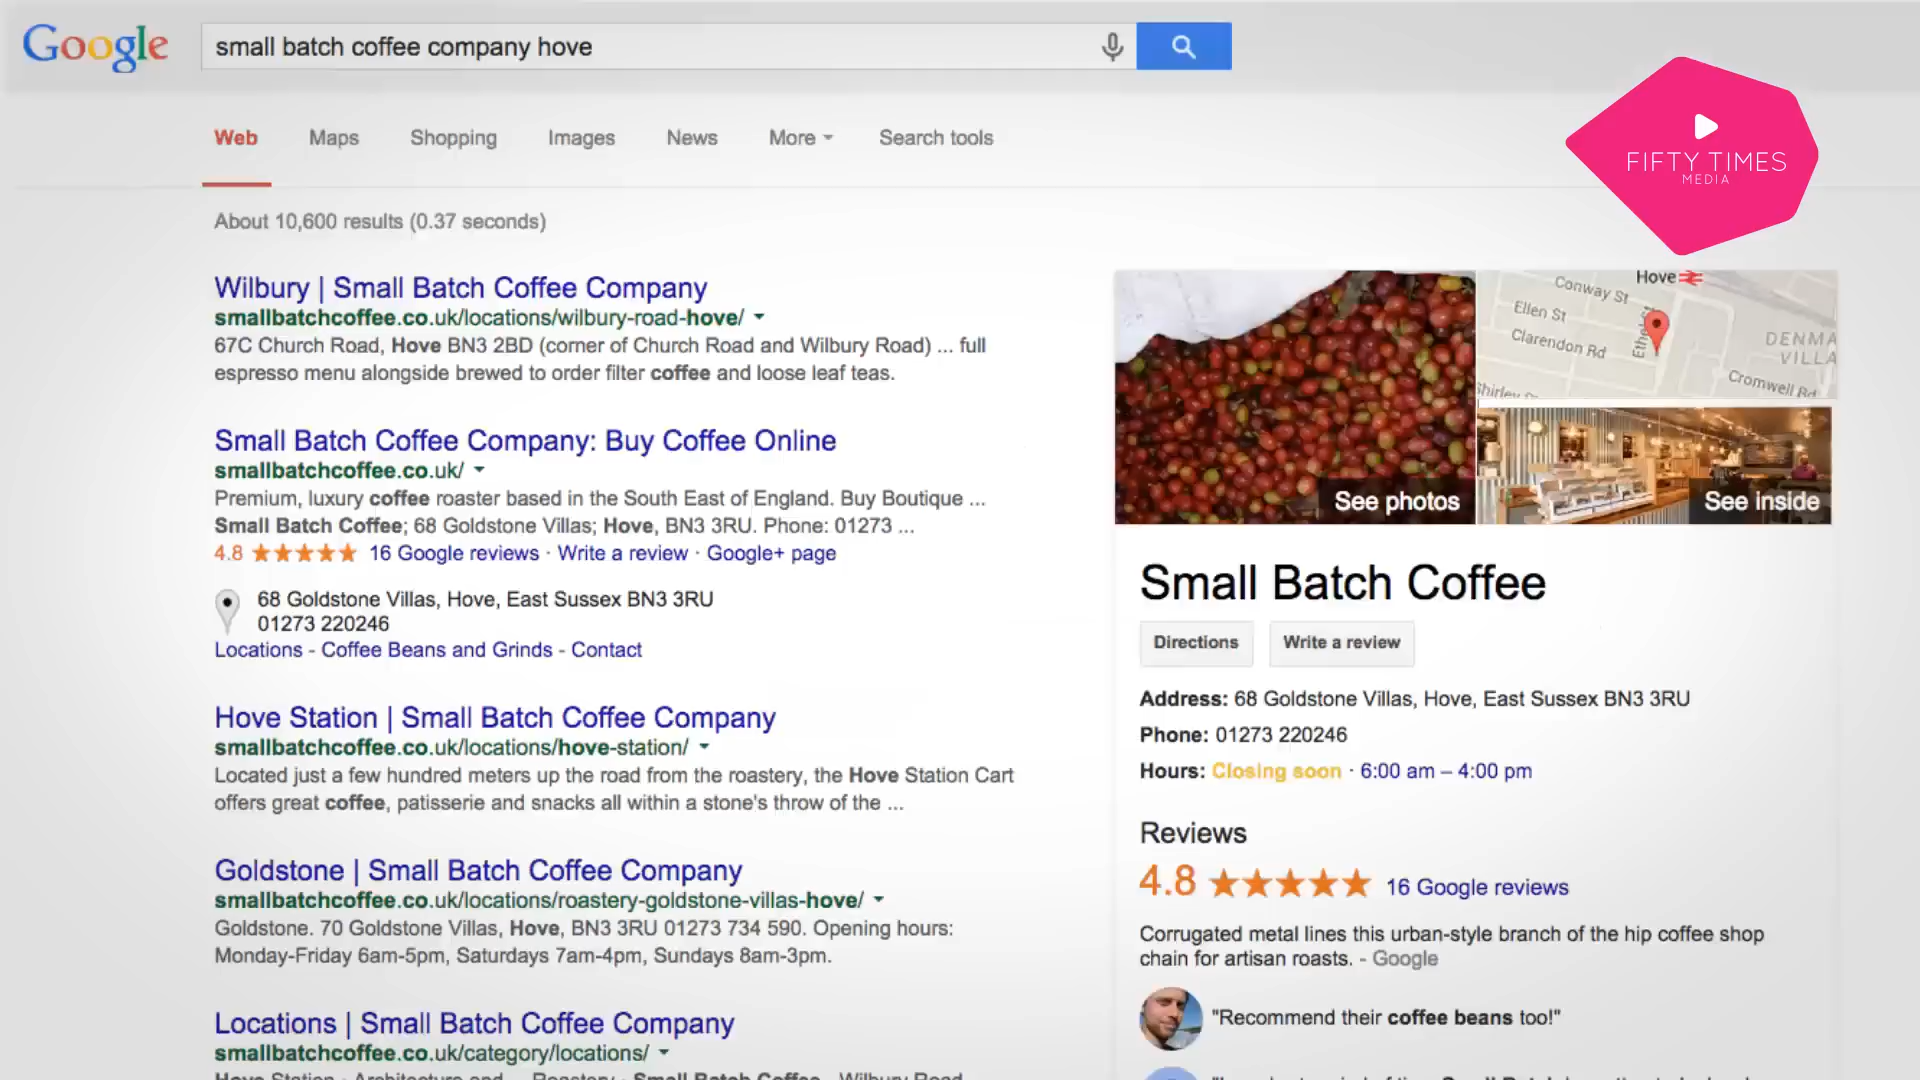 Google
small batch coffee company hove
Web Maps Shopping Images News More Search tools
FIFTY TIMES
MEDIA
About 10,600 results (0.37 seconds)
Wilbury | Small Batch Coffee Company
smallbatchcoffee.co.uk/locations/wilbury-road-hove/
67C Church Road, Hove BN3 2BD (corner of Church Road and Wilbury Road) ... full
espresso menu alongside brewed to order filter coffee and loose leaf teas.
Small Batch Coffee Company: Buy Coffee Online
smallbatchcoffee.co.uk/
Premium, luxury coffee roaster based in the South East of England. Buy Boutique ...
Small Batch Coffee; 68 Goldstone Villas; Hove, BN3 3RU. Phone: 01273 ...
4.8 16 Google reviews · Write a review · Google+ page
68 Goldstone Villas, Hove, East Sussex BN3 3RU
01273 220246
Locations - Coffee Beans and Grinds - Contact
Hove Station | Small Batch Coffee Company
smallbatchcoffee.co.uk/locations/hove-station/
Located just a few hundred meters up the road from the roastery, the Hove Station Cart
offers great coffee, patisserie and snacks all within a stone's throw of the ...
Goldstone | Small Batch Coffee Company
smallbatchcoffee.co.uk/locations/roastery-goldstone-villas-hove/
Goldstone. 70 Goldstone Villas, Hove, BN3 3RU 01273 734 590. Opening hours:
Monday-Friday 6am-5pm, Saturdays 7am-4pm, Sundays 8am-3pm.
Locations | Small Batch Coffee Company
smallbatchcoffee.co.uk/category/locations/
Hove Station · Architecture and ... Roastery · Small Batch Coffee · Wilbury Road
Hove
Conway St
Ellen St
Clarendon Rd
DENMA
VILLA
Cromwell Rd
See photos
See inside
Small Batch Coffee
Directions Write a review
Address: 68 Goldstone Villas, Hove, East Sussex BN3 3RU
Phone: 01273 220246
Hours: Closing soon · 6:00 am – 4:00 pm
Reviews
4.8 16 Google reviews
Corrugated metal lines this urban-style branch of the hip coffee shop
chain for artisan roasts. - Google
"Recommend their coffee beans too!"